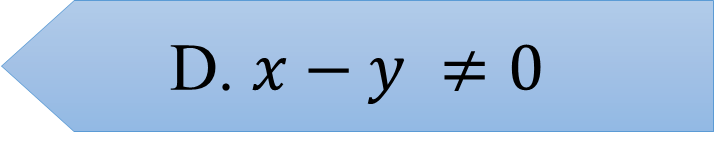 D. x − y ≠ 0